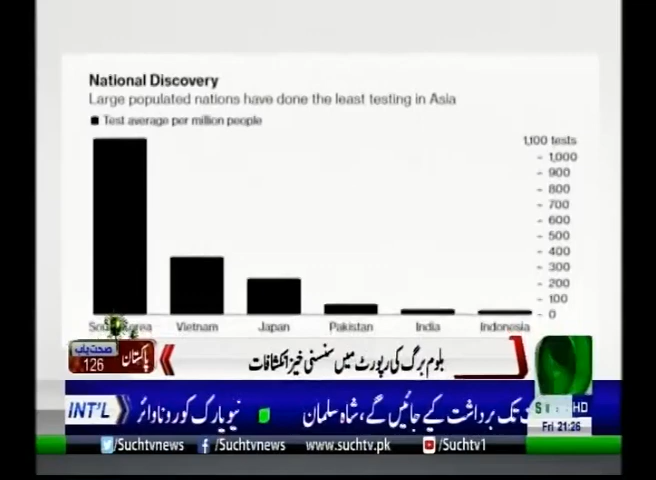 National Discovery
Large populated nations have done the least testing in Asia
Test average per million people
1,100 tests
1,000
900
800
700
600
500
400
300
200
100
0
Vietnam
Japan
Pakistan
India
Indonesia
صحت یاب
126
پاکستان
بلوم برگ کی رپورٹ میں سنسنی خیز انکشافات
INT'L
تک برداشت کیے جائیں گے، شاہ سلمان
نیویارک کورونا وائر
HD
Fri 21:26
/Suchtvnews
/Suchtvnews
www.suchtv.pk
/Suchtv1